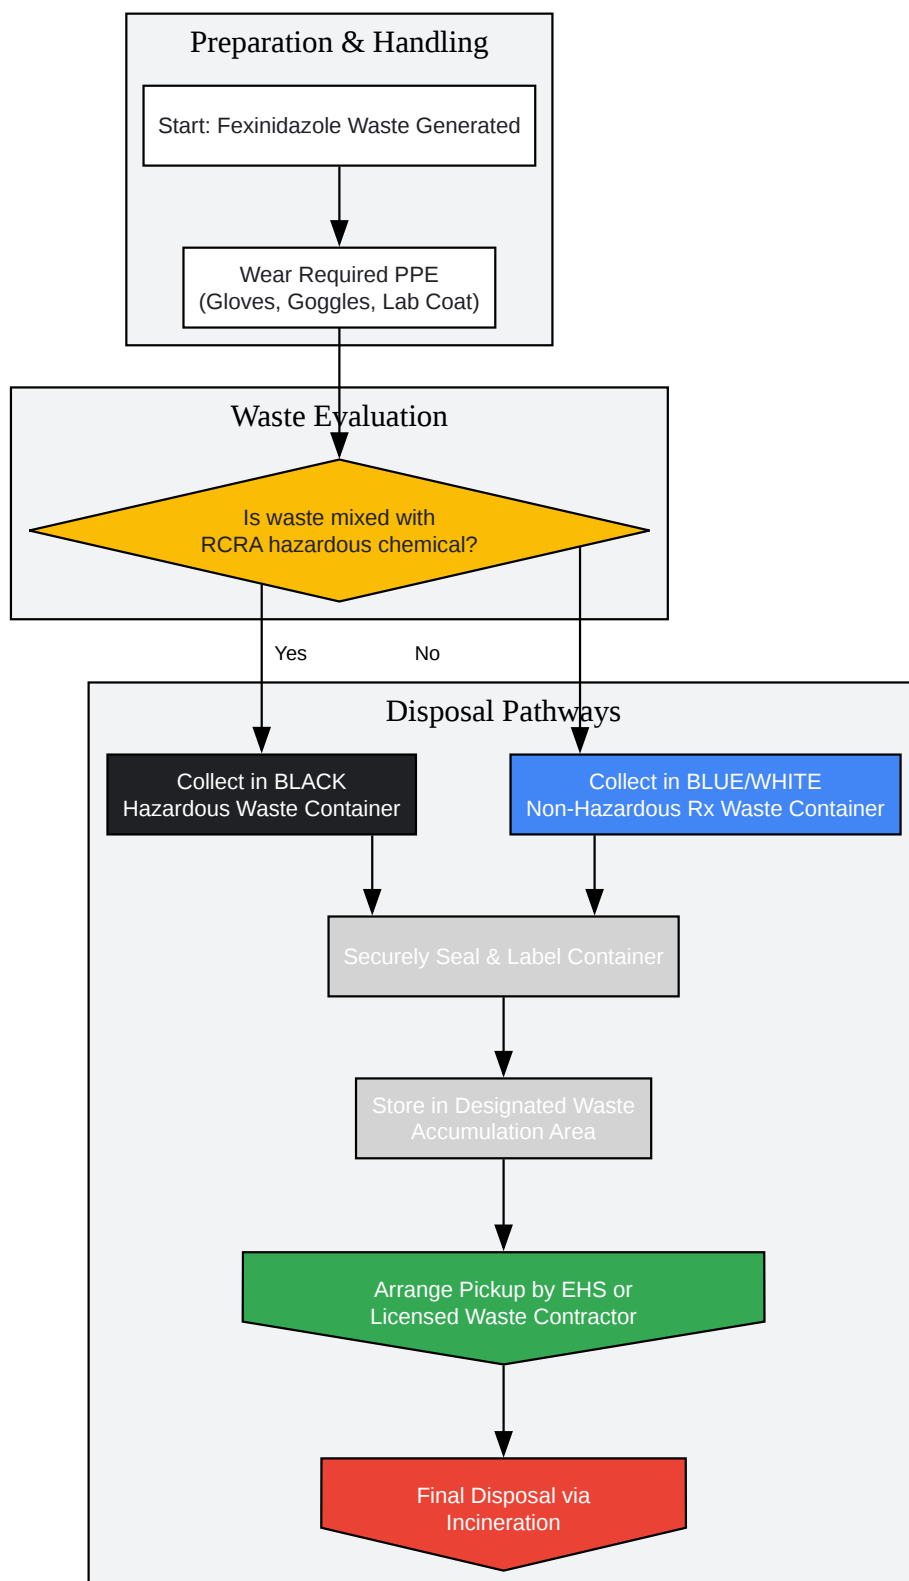 Preparation & Handling
Start: Fexinidazole Waste Generated
Wear Required PPE
(Gloves, Goggles, Lab Coat)
Waste Evaluation
Is waste mixed with
RCRA hazardous chemical?
Yes
No
Disposal Pathways
Collect in BLACK
Hazardous Waste Container
Collect in BLUE/WHITE
Non-Hazardous Rx Waste Container
Securely Seal & Label Container
Store in Designated Waste
Accumulation Area
Arrange Pickup by EHS or
Licensed Waste Contractor
Final Disposal via
Incineration